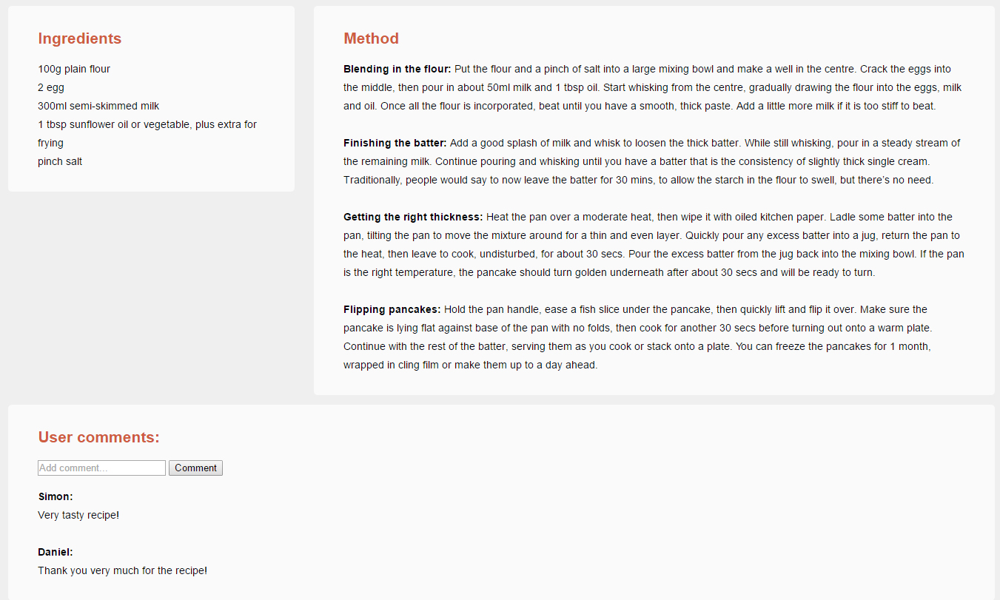 Ingredients
100g plain flour
2 egg
300ml semi-skimmed milk
1 tbsp sunflower oil or vegetable, plus extra for
frying
pinch salt
Method
Blending in the flour: Put the flour and a pinch of salt into a large mixing bowl and make a well in the centre. Crack the eggs into
the middle, then pour in about 50ml milk and 1 tbsp oil. Start whisking from the centre, gradually drawing the flour into the eggs, milk
and oil. Once all the flour is incorporated, beat until you have a smooth, thick paste. Add a little more milk if it is too stiff to beat.
Finishing the batter: Add a good splash of milk and whisk to loosen the thick batter. While still whisking, pour in a steady stream of
the remaining milk. Continue pouring and whisking until you have a batter that is the consistency of slightly thick single cream.
Traditionally, people would say to now leave the batter for 30 mins, to allow the starch in the flour to swell, but there’s no need.
Getting the right thickness: Heat the pan over a moderate heat, then wipe it with oiled kitchen paper. Ladle some batter into the
pan, tilting the pan to move the mixture around for a thin and even layer. Quickly pour any excess batter into a jug, return the pan to
the heat, then leave to cook, undisturbed, for about 30 secs. Pour the excess batter from the jug back into the mixing bowl. If the pan
is the right temperature, the pancake should turn golden underneath after about 30 secs and will be ready to turn.
Flipping pancakes: Hold the pan handle, ease a fish slice under the pancake, then quickly lift and flip it over. Make sure the
pancake is lying flat against base of the pan with no folds, then cook for another 30 secs before turning out onto a warm plate.
Continue with the rest of the batter, serving them as you cook or stack onto a plate. You can freeze the pancakes for 1 month,
wrapped in cling film or make them up to a day ahead.
User comments:
Add comment... Comment
Simon:
Very tasty recipe!
Daniel:
Thank you very much for the recipe!